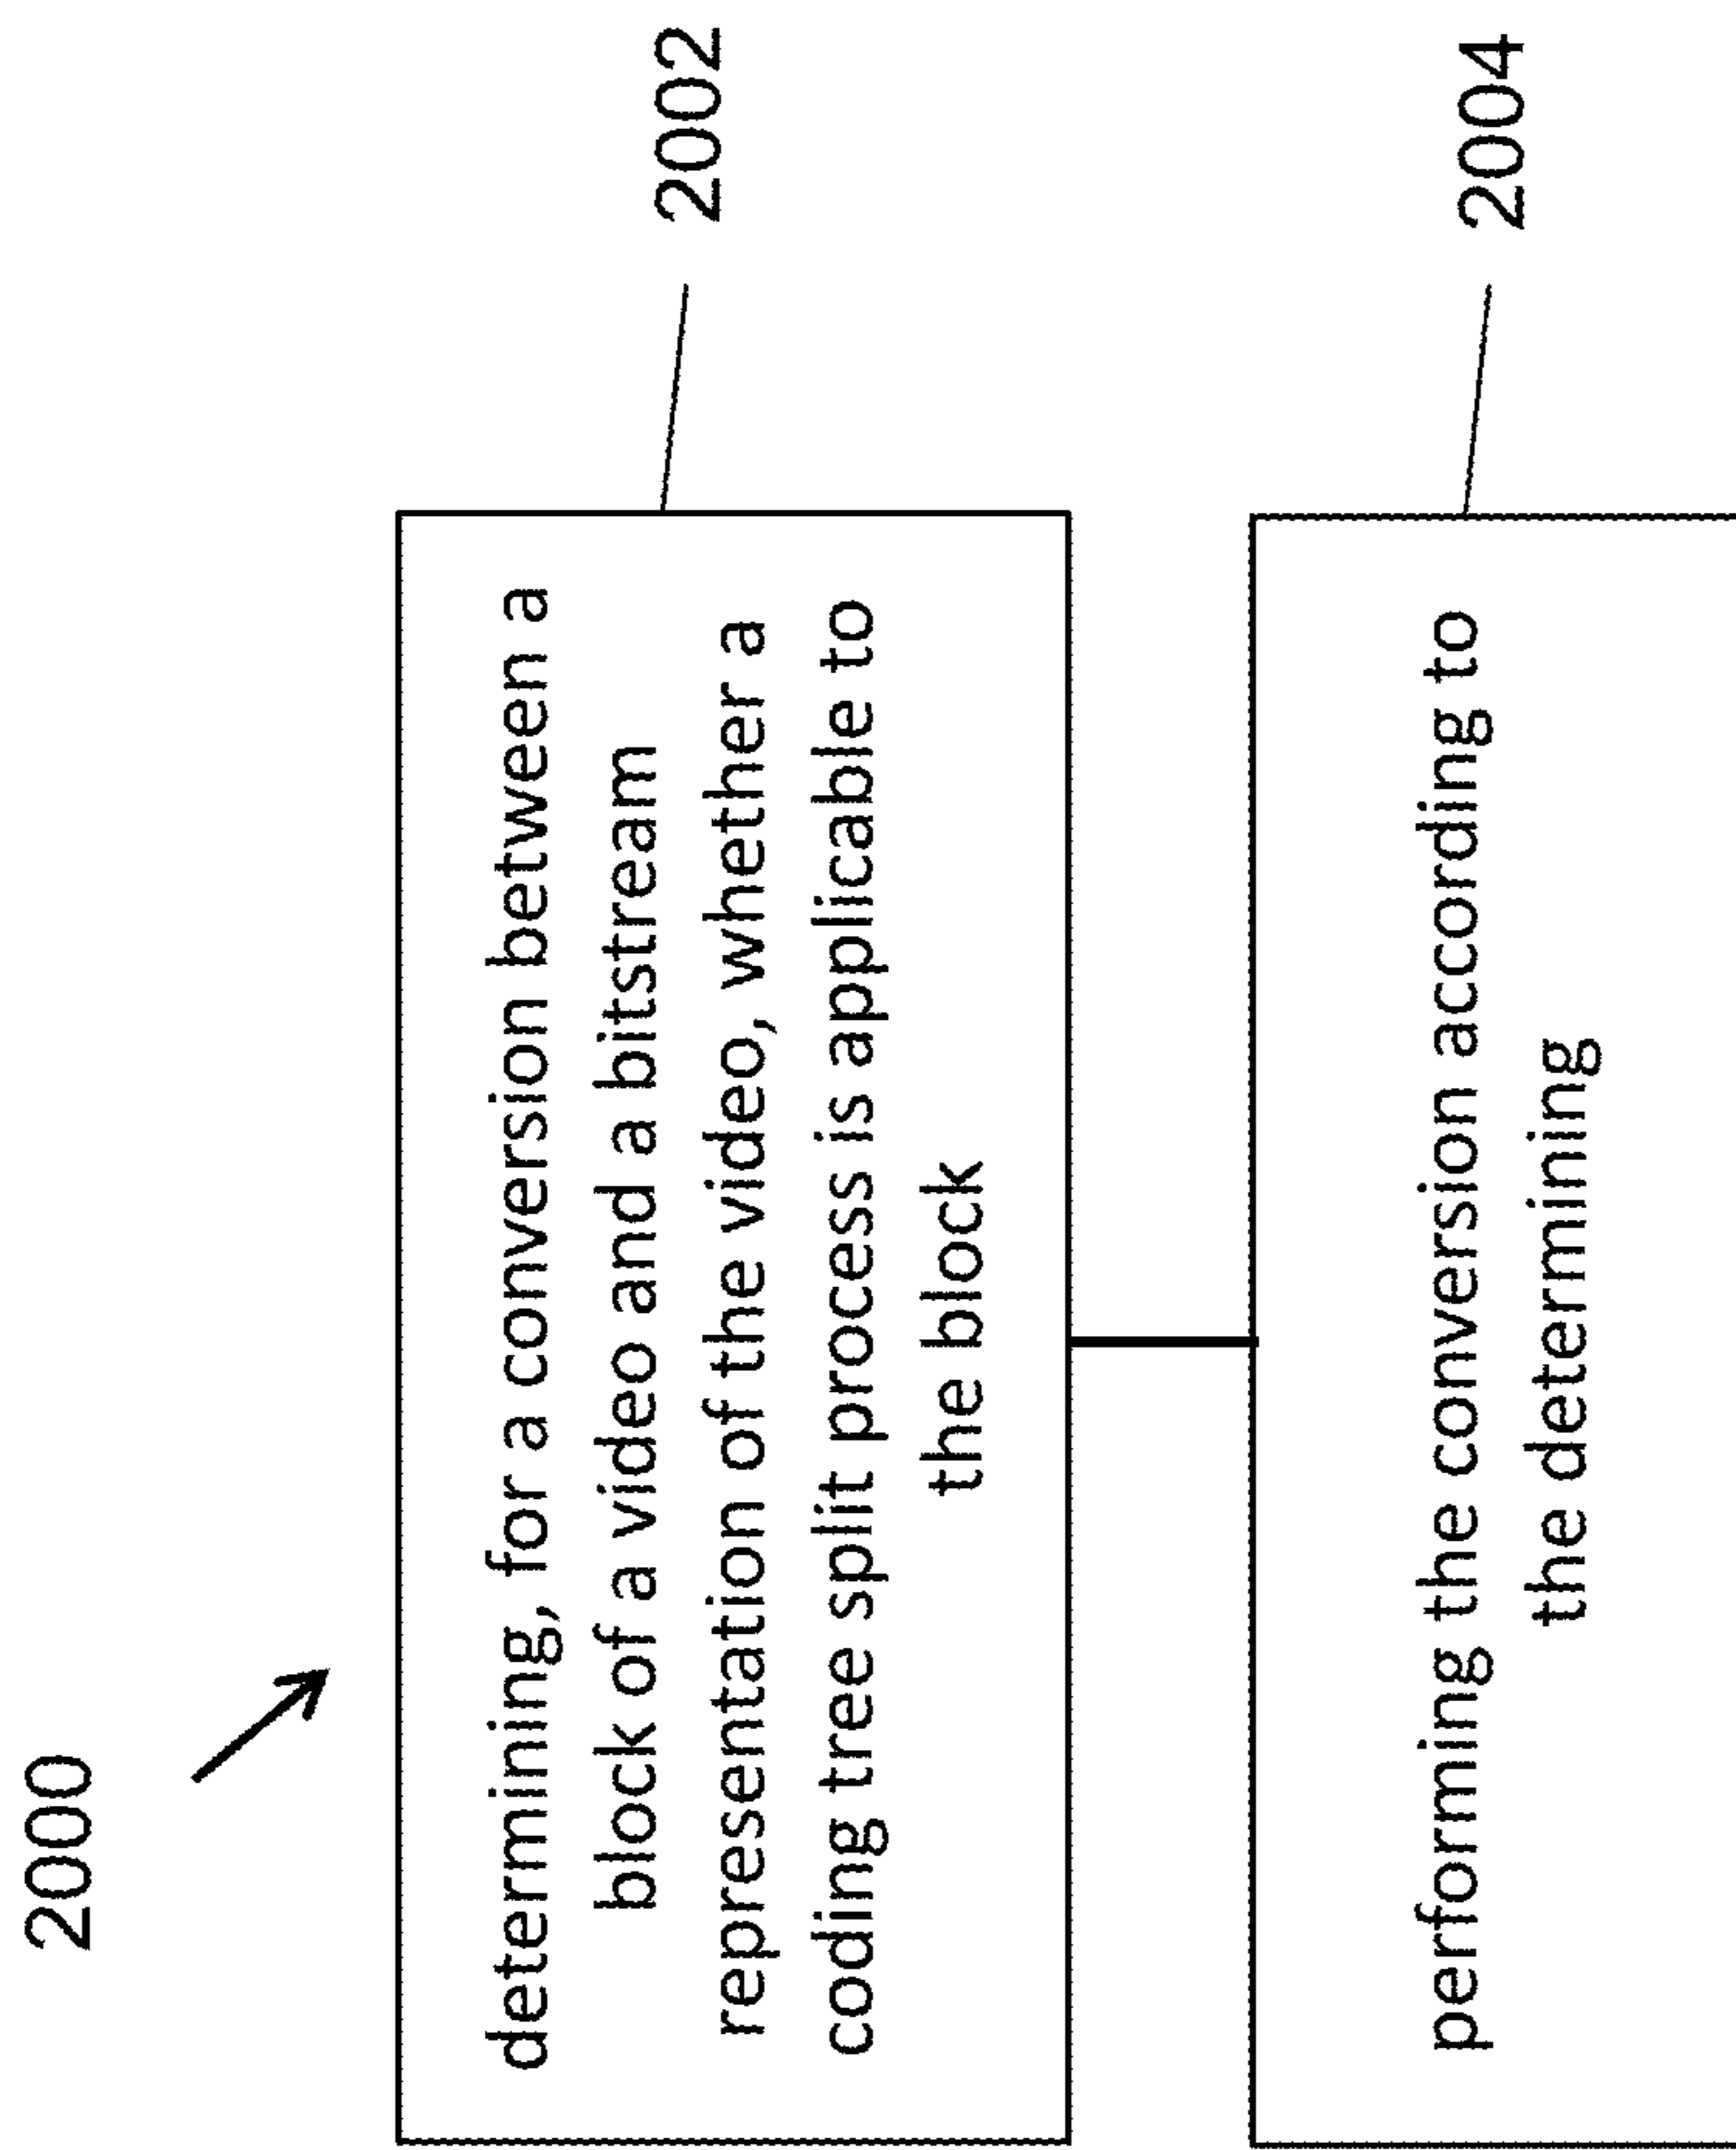 2000
determining, for a conversion between a
block of a video and a bitstream
representation of the video, whether a
coding tree split process is applicable to
the block
2002
performing the conversion according to
the determining
2004